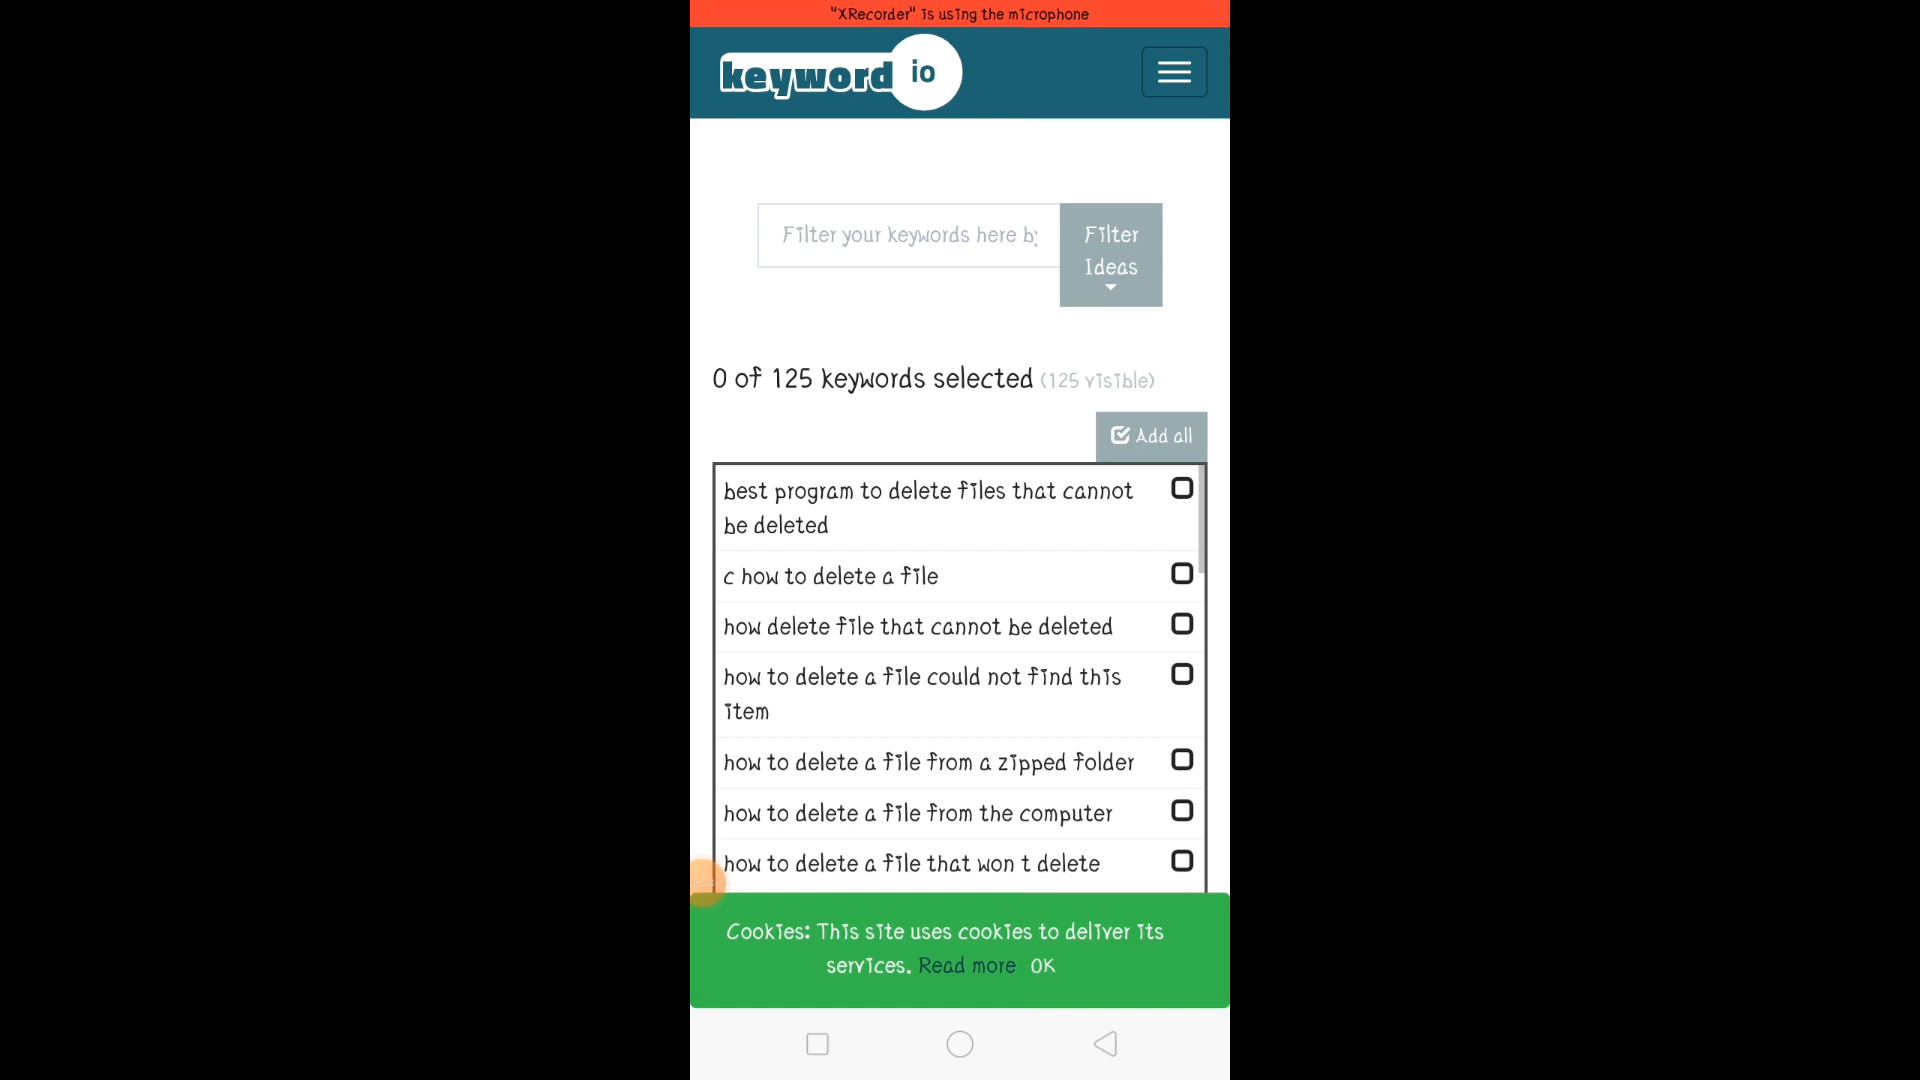 "XRecorder" is using the microphone
keyword io
Filter your keywords here by
Filter
Ideas
0 of 125 keywords selected (125 visible)
Add all
best program to delete files that cannot
be deleted
c how to delete a file
how delete file that cannot be deleted
how to delete a file could not find this
item
how to delete a file from a zipped folder
how to delete a file from the computer
how to delete a file that won t delete
Cookies: This site uses cookies to deliver its
services. Read more OK